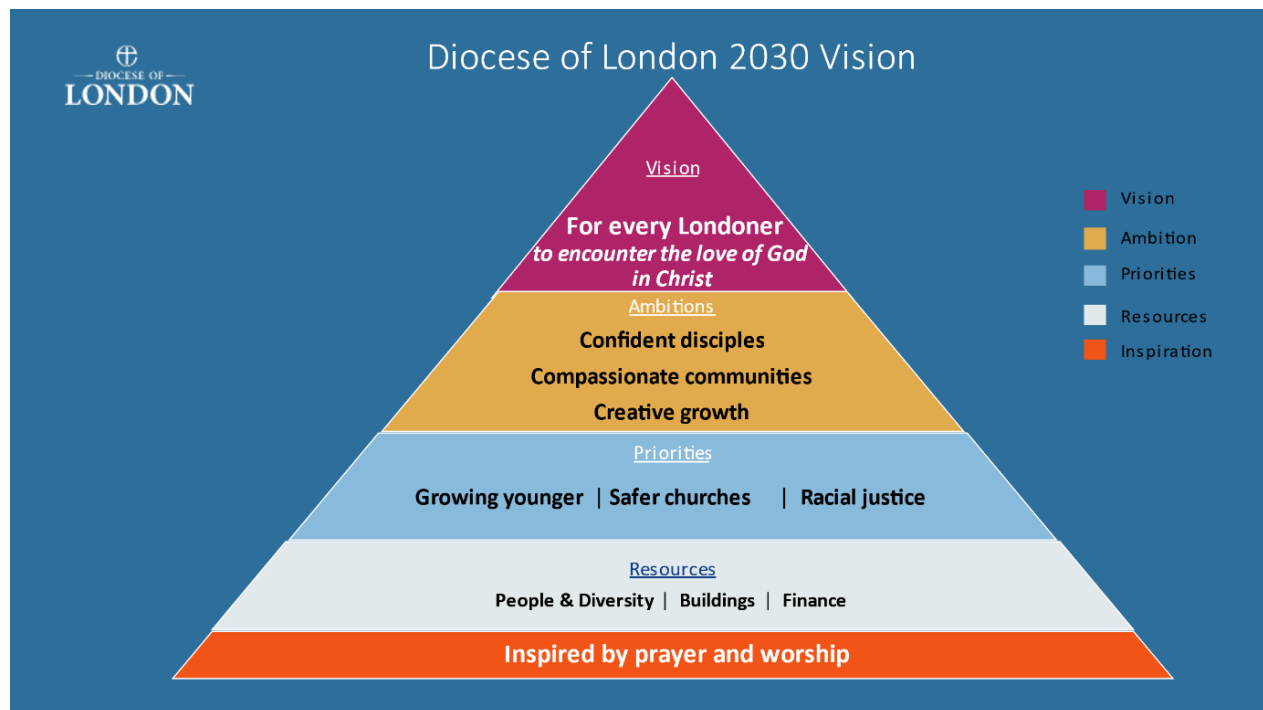 Diocese of London 2030 Vision
DIOCESE OF
LONDON
Vision
For every Londoner
to encounter the love of God
in Christ
Ambitions
Confident disciples
Compassionate communities
Creative growth
Priorities
Growing younger | Safer churches | Racial justice
Resources
People & Diversity | Buildings | Finance
Inspired by prayer and worship
Vision
Ambition
Priorities
Resources
Inspiration